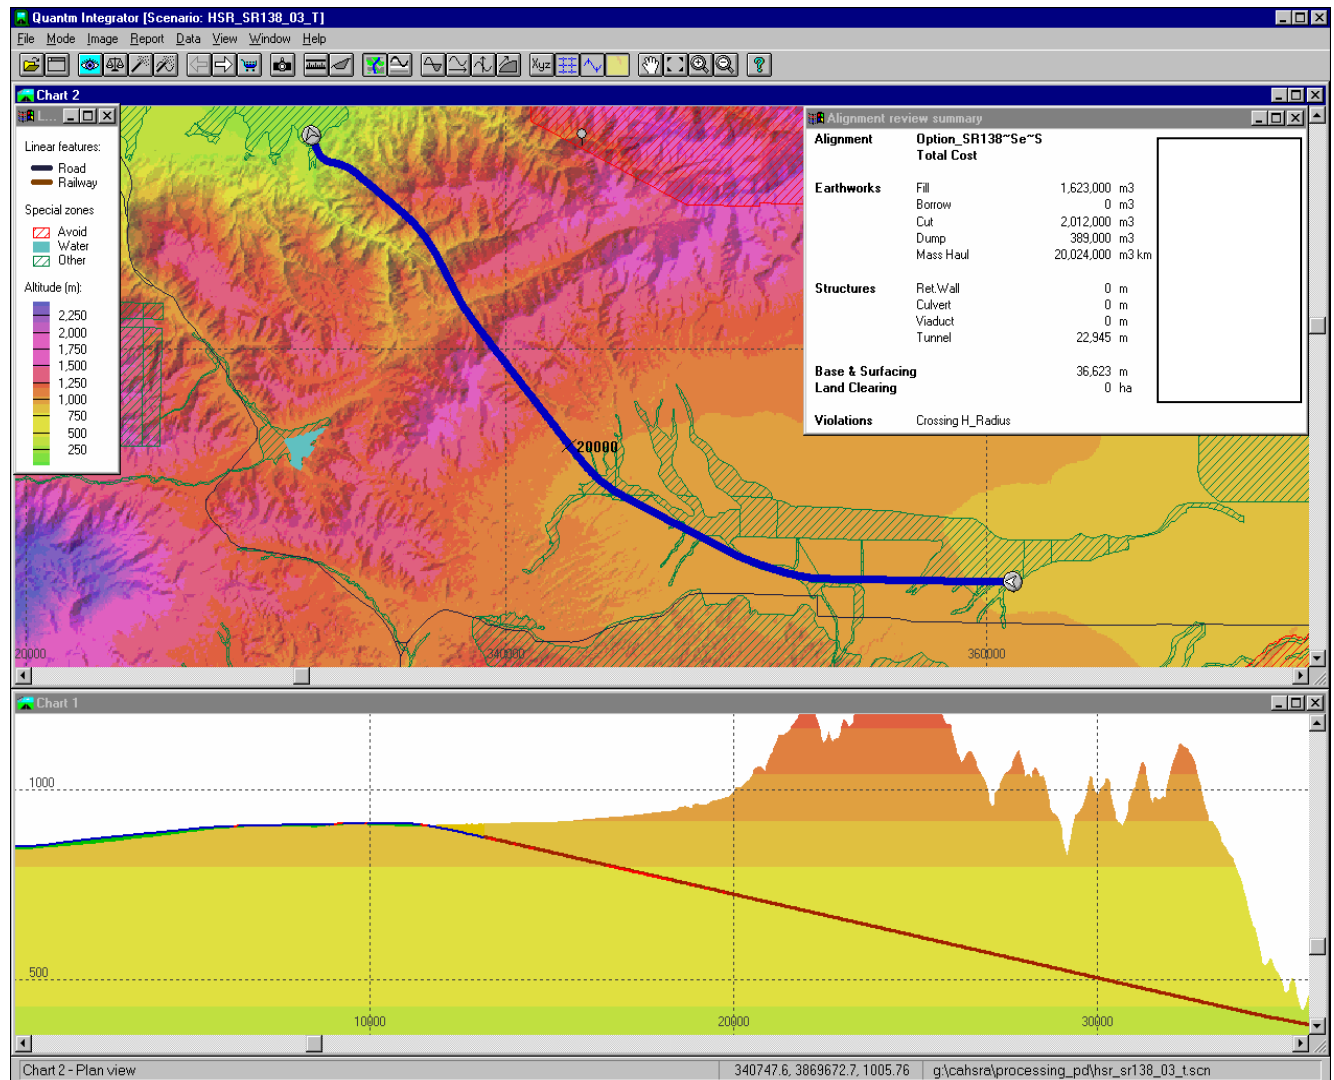 Quantm Integrator [Scenario: HSR_SR138_03_T]
File Mode Image Report Data View Window Help
Xyz
Chart 2
L...
Linear features:
Road
Railway
Special zones
Avoid
Water
Other
Altitude (m):
2,250
2,000
1,750
1,500
1,250
1,000
750
500
250
Alignment review summary
Alignment Option_SR138~Se~S
Total Cost
Earthworks Fill 1,623,000 m3
Borrow 0 m3
Cut 2,012,000 m3
Dump 389,000 m3
Mass Haul 20,024,000 m3 km
Structures Ret.Wall 0 m
Culvert 0 m
Viaduct 0 m
Tunnel 22,945 m
Base & Surfacing 36,623 m
Land Clearing 0 ha
Violations Crossing H_Radius
20000
20000 340000 360000
Chart 1
1000
500
10000 20000 30000
Chart 2 - Plan view 340747.6, 3869672.7, 1005.76 g:\cahsra\processing_pd\hsr_sr138_03_t.scn